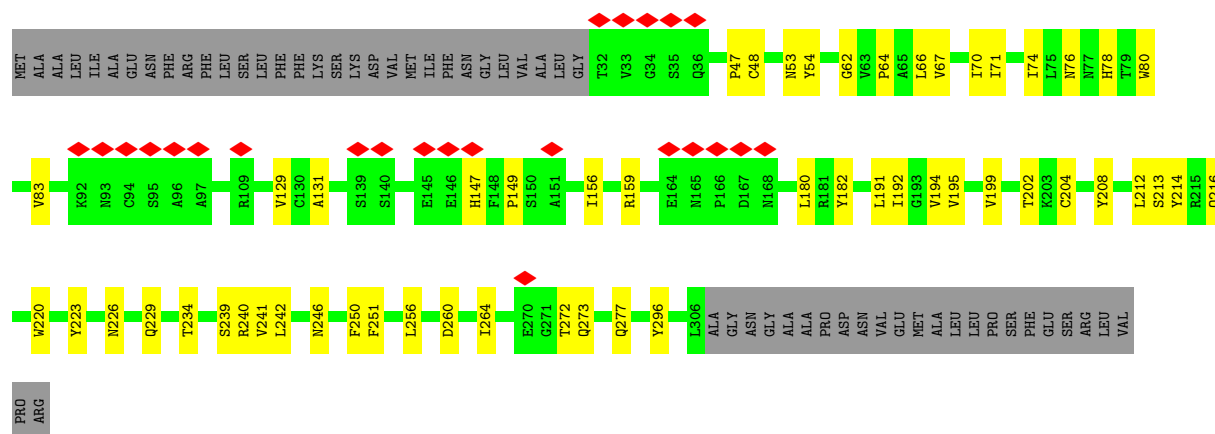 MET ALA ALA LEU ILE ALA GLU ASN PHE ARG PHE LEU SER LEU PHE PHE LYS SER LYS ASP VAL MET ILE PHE ASN GLY LEU VAL ALA LEU GLY T32 V33 G34 S35 Q36 P47 C48 N53 Y54 G62 V63 P64 A65 L66 V67 I70 I71 I74 L75 N76 N77 H78 T79 W80
V83 K92 N93 C94 S95 A96 A97 R109 V129 C130 A131 S139 S140 E145 E146 H147 F148 P149 S150 A151 I156 R159 E164 N165 P166 D167 N168 L180 R181 Y182 L191 I192 G193 V194 V195 V199 T202 K203 C204 Y208 L212 S213 Y214 R215 Q216
W220 Y223 N226 Q229 T234 S239 R240 V241 L242 N246 F250 F251 L256 D260 I264 E270 G271 T272 Q273 Q277 Y296 L306 ALA GLY ASN GLY ALA ALA PRO ASP ASN VAL GLU MET ALA LEU LEU PRO SER PHE GLU SER ARG LEU VAL
PRO ARG